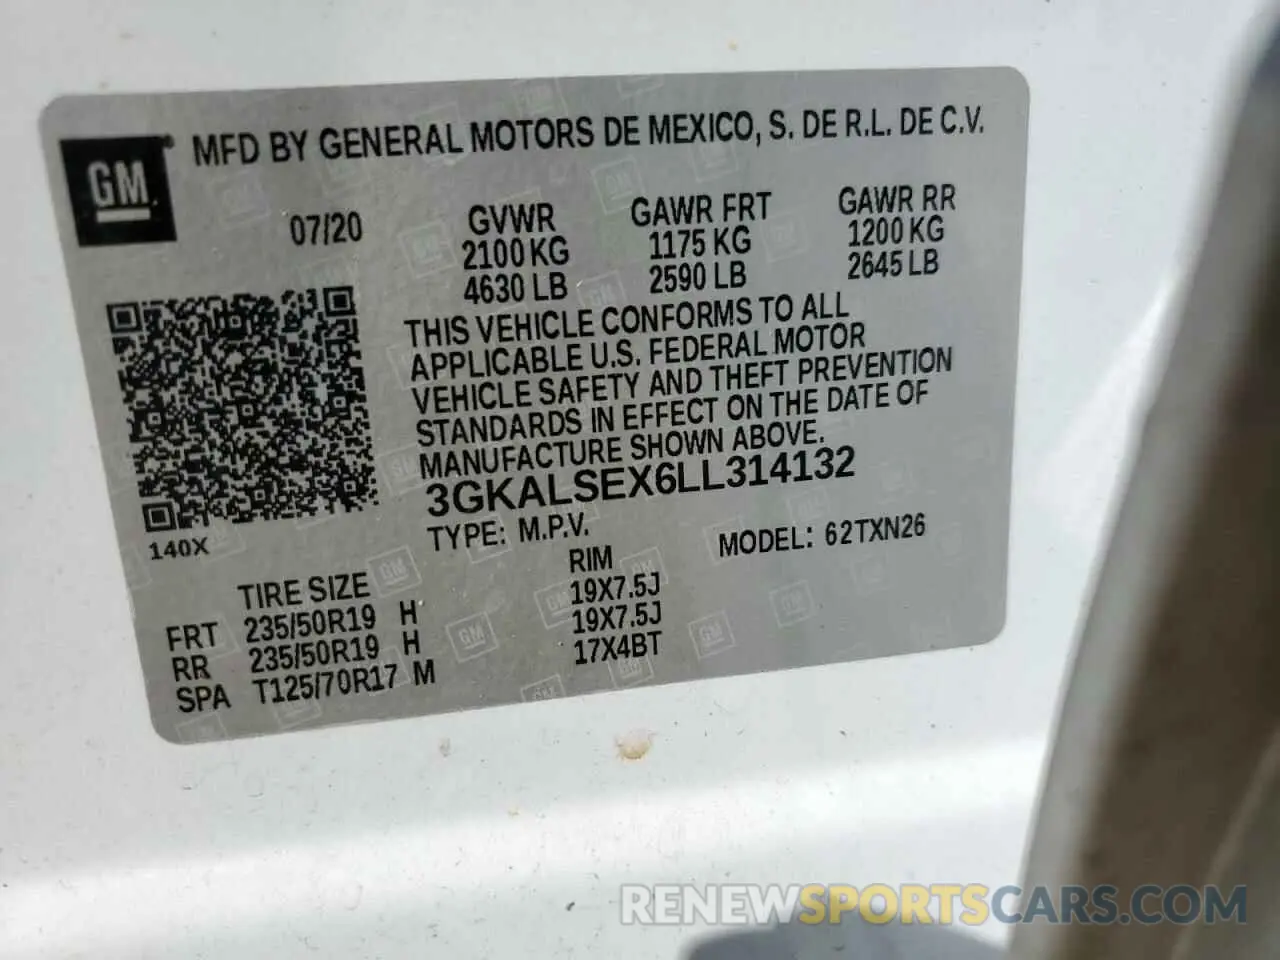 GM
® MFD BY GENERAL MOTORS DE MEXICO, S. DE R.L. DE C.V.
07/20
GVWR
2100 KG
4630 LB
GAWR FRT
1175 KG
2590 LB
GAWR RR
1200 KG
2645 LB
THIS VEHICLE CONFORMS TO ALL
APPLICABLE U.S. FEDERAL MOTOR
VEHICLE SAFETY AND THEFT PREVENTION
STANDARDS IN EFFECT ON THE DATE OF
MANUFACTURE SHOWN ABOVE.
3GKALSEX6LL314132
140X
TYPE: M.P.V.
MODEL: 62TXN26
TIRE SIZE RIM
FRT 235/50R19 H 19X7.5J
RR 235/50R19 H 19X7.5J
SPA T125/70R17 M 17X4BT
RENEWSPORTSCARS.COM